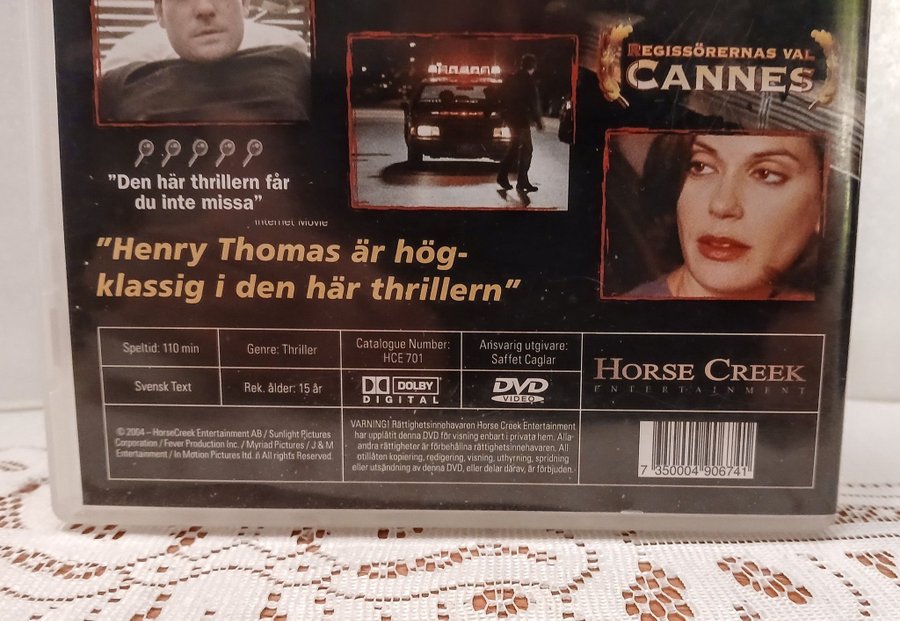 REGISSÖRERNAS VAL
CANNES
"Den här thrillern får
du inte missa"
Internet Movie
"Henry Thomas är hög-
klassig i den här thrillern"
Speltid: 110 min
Genre: Thriller
Catalogue Number:
HCE 701
Ansvarig utgivare:
Saffet Caglar
Svensk Text
Rek. ålder: 15 år
DOLBY
DIGITAL
DVD
VIDEO
HORSE CREEK
ENTERTAINMENT
© 2004 – HorseCreek Entertainment AB / Sunlight Pictures
Corporation / Fever Production Inc. / Myriad Pictures / J & M
Entertainment / In Motion Pictures ltd. ñ All rights Reserved.
VARNING! Rättighetsinnehavaren Horse Creek Entertainment
har upplåtit denna DVD för visning enbart i privata hem. Alla
andra rättigheter är förbehållna rättighetsinnehavaren. All
otillåten kopiering, redigering, visning, uthyrning, spridning
eller utsändning av denna DVD, eller delar därav, är förbjuden.
7 350004 906741